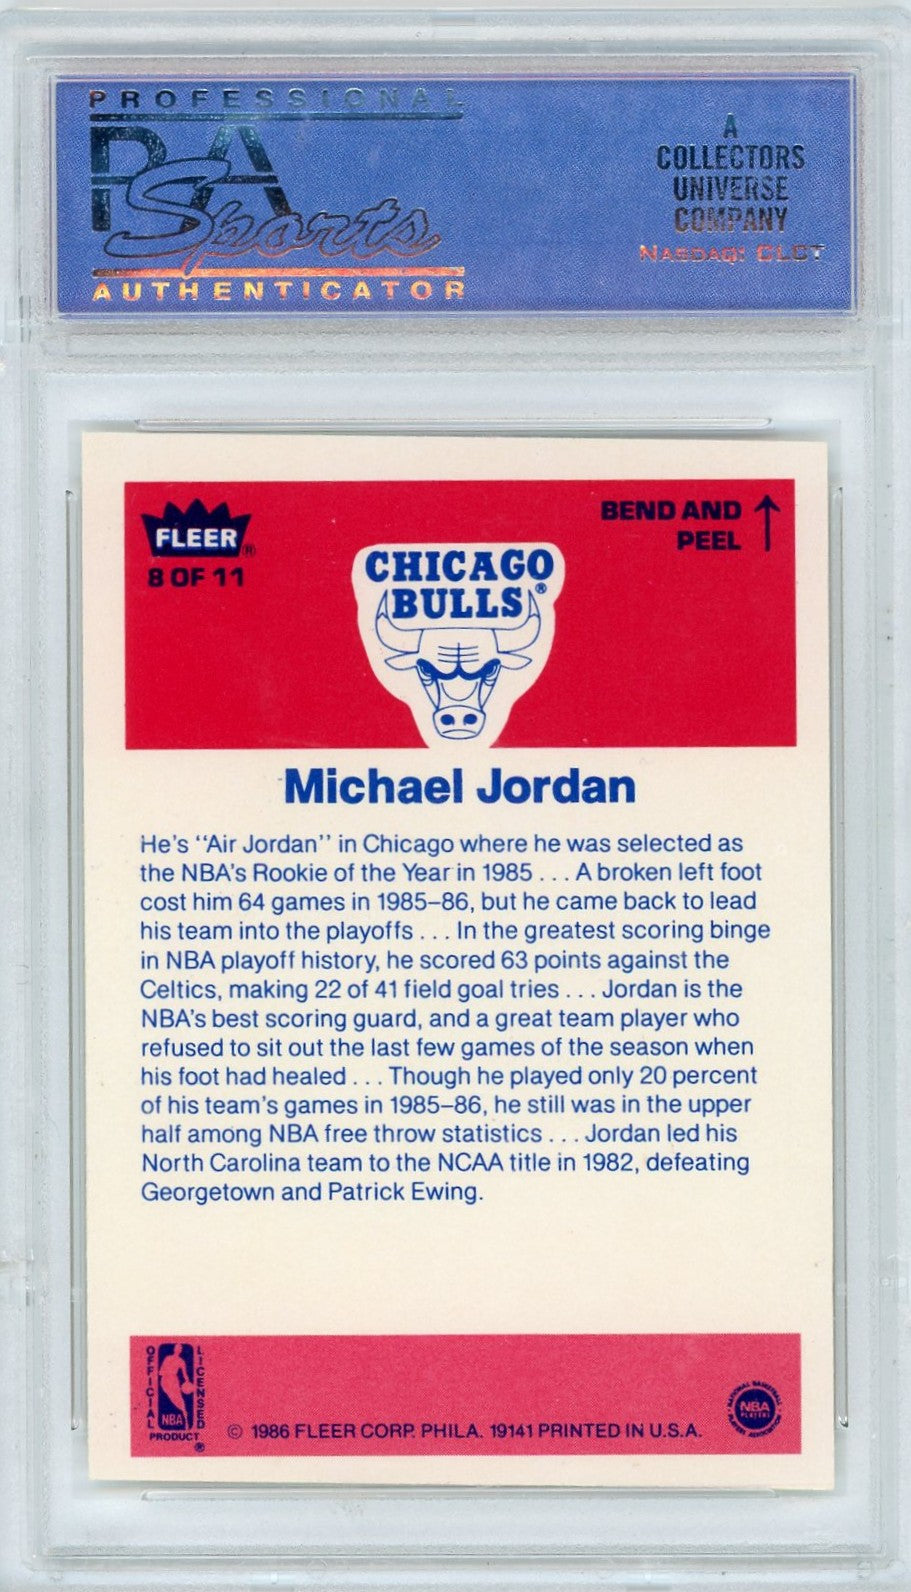 PROFESSIONAL
PSA
Sports
AUTHENTICATOR
A
COLLECTORS
UNIVERSE
COMPANY
NASDAQ: CLCT
FLEER®
8 OF 11
BEND AND
PEEL
CHICAGO
BULLS®
Michael Jordan
He's "Air Jordan" in Chicago where he was selected as
the NBA's Rookie of the Year in 1985 . . . A broken left foot
cost him 64 games in 1985–86, but he came back to lead
his team into the playoffs . . . In the greatest scoring binge
in NBA playoff history, he scored 63 points against the
Celtics, making 22 of 41 field goal tries . . . Jordan is the
NBA's best scoring guard, and a great team player who
refused to sit out the last few games of the season when
his foot had healed . . . Though he played only 20 percent
of his team's games in 1985–86, he still was in the upper
half among NBA free throw statistics . . . Jordan led his
North Carolina team to the NCAA title in 1982, defeating
Georgetown and Patrick Ewing.
OFFICIAL LICENSED
NBA
PRODUCT ®
© 1986 FLEER CORP. PHILA. 19141 PRINTED IN U.S.A.
NATIONAL BASKETBALL
NBA
PLAYERS
PLAYERS ASSOCIATION